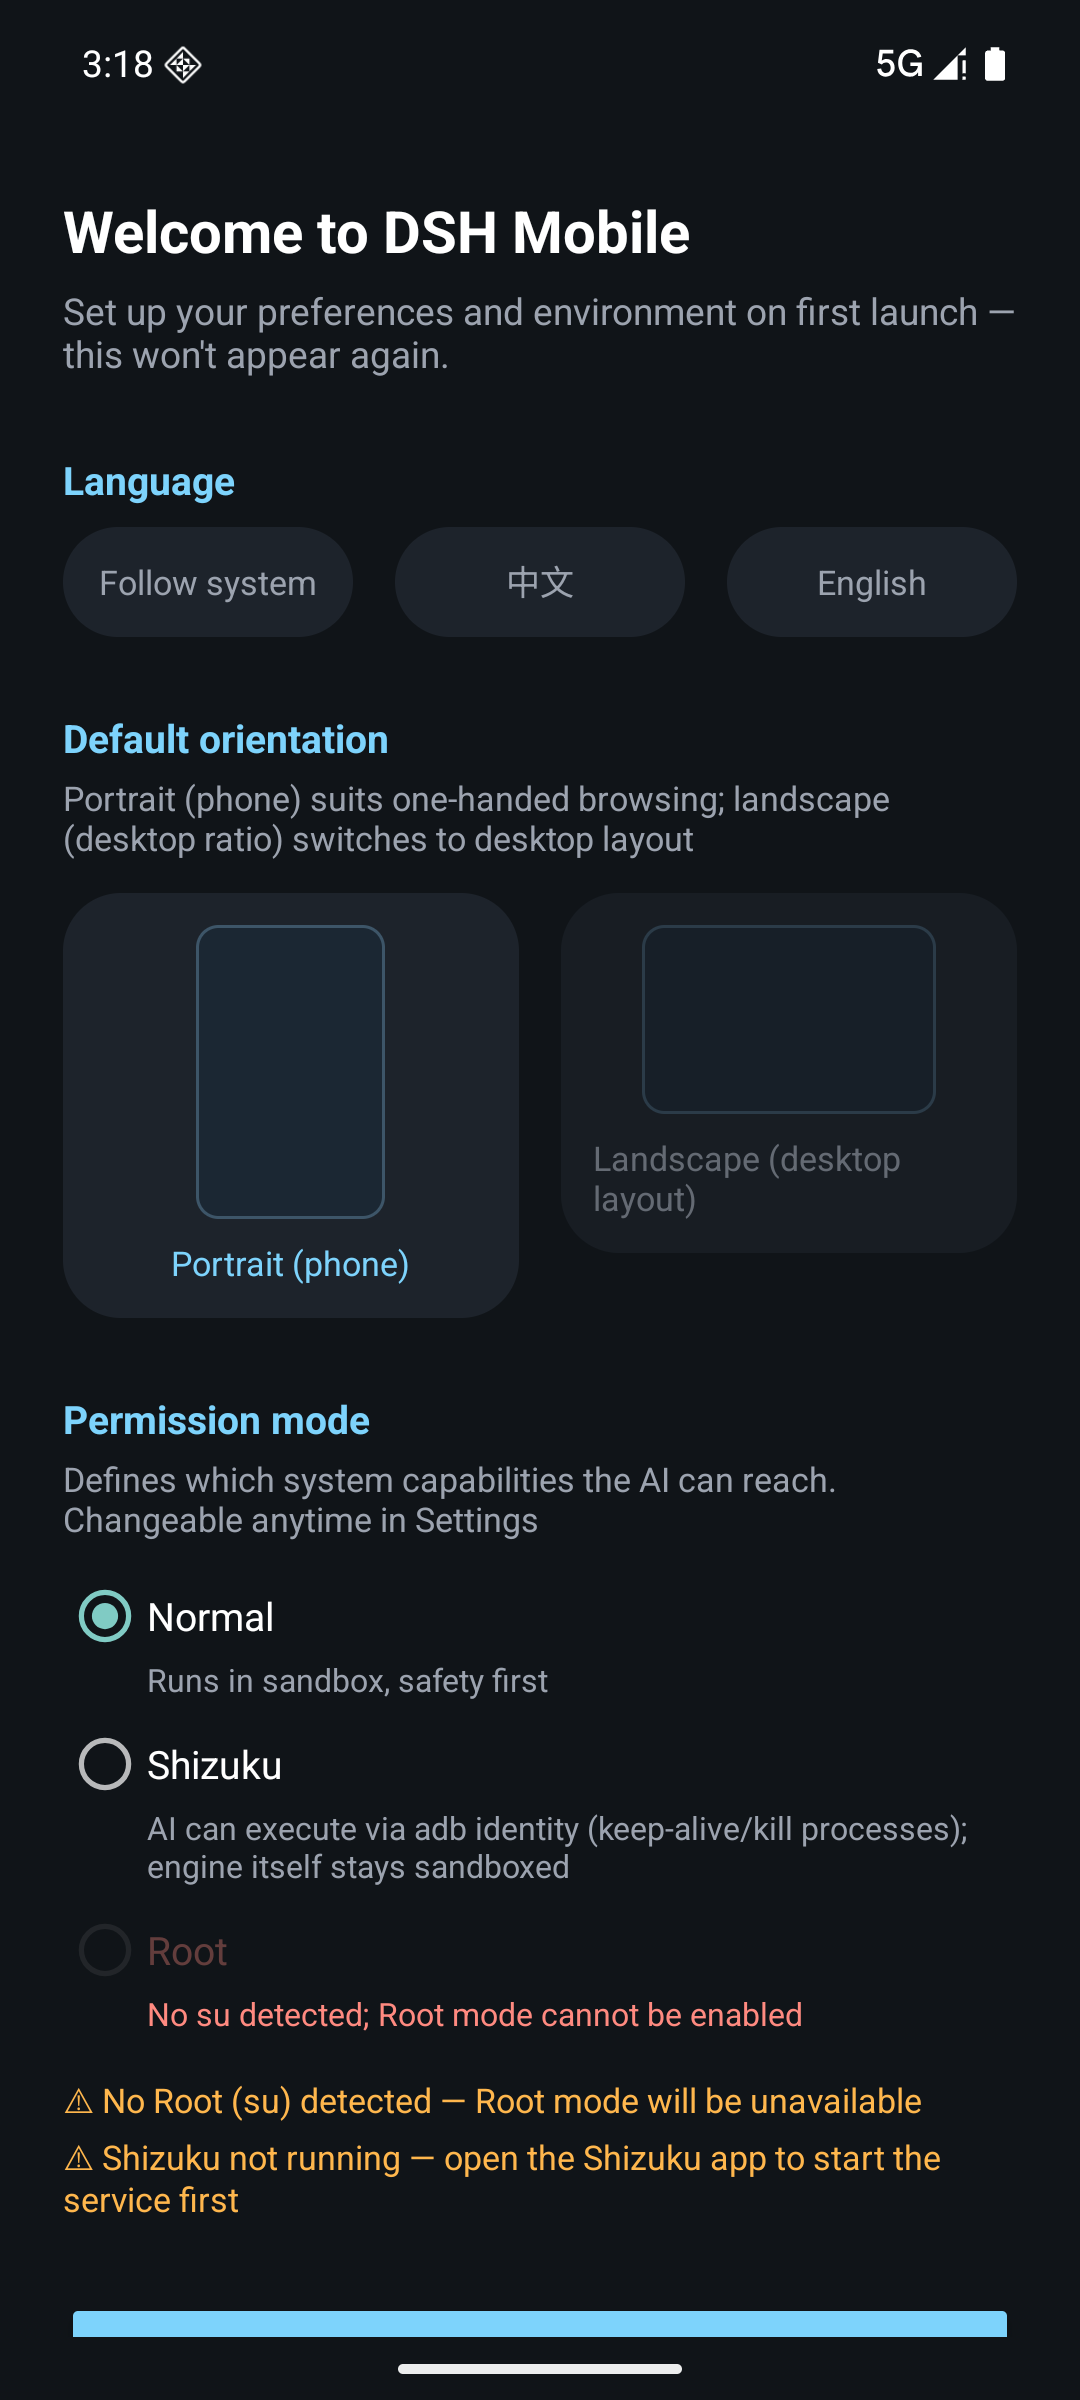 3:18
5G
Welcome to DSH Mobile
Set up your preferences and environment on first launch —
this won't appear again.
Language
Follow system
中文
English
Default orientation
Portrait (phone) suits one-handed browsing; landscape
(desktop ratio) switches to desktop layout
Portrait (phone)
Landscape (desktop
layout)
Permission mode
Defines which system capabilities the AI can reach.
Changeable anytime in Settings
Normal
Runs in sandbox, safety first
Shizuku
AI can execute via adb identity (keep-alive/kill processes);
engine itself stays sandboxed
Root
No su detected; Root mode cannot be enabled
⚠ No Root (su) detected — Root mode will be unavailable
⚠ Shizuku not running — open the Shizuku app to start the
service first